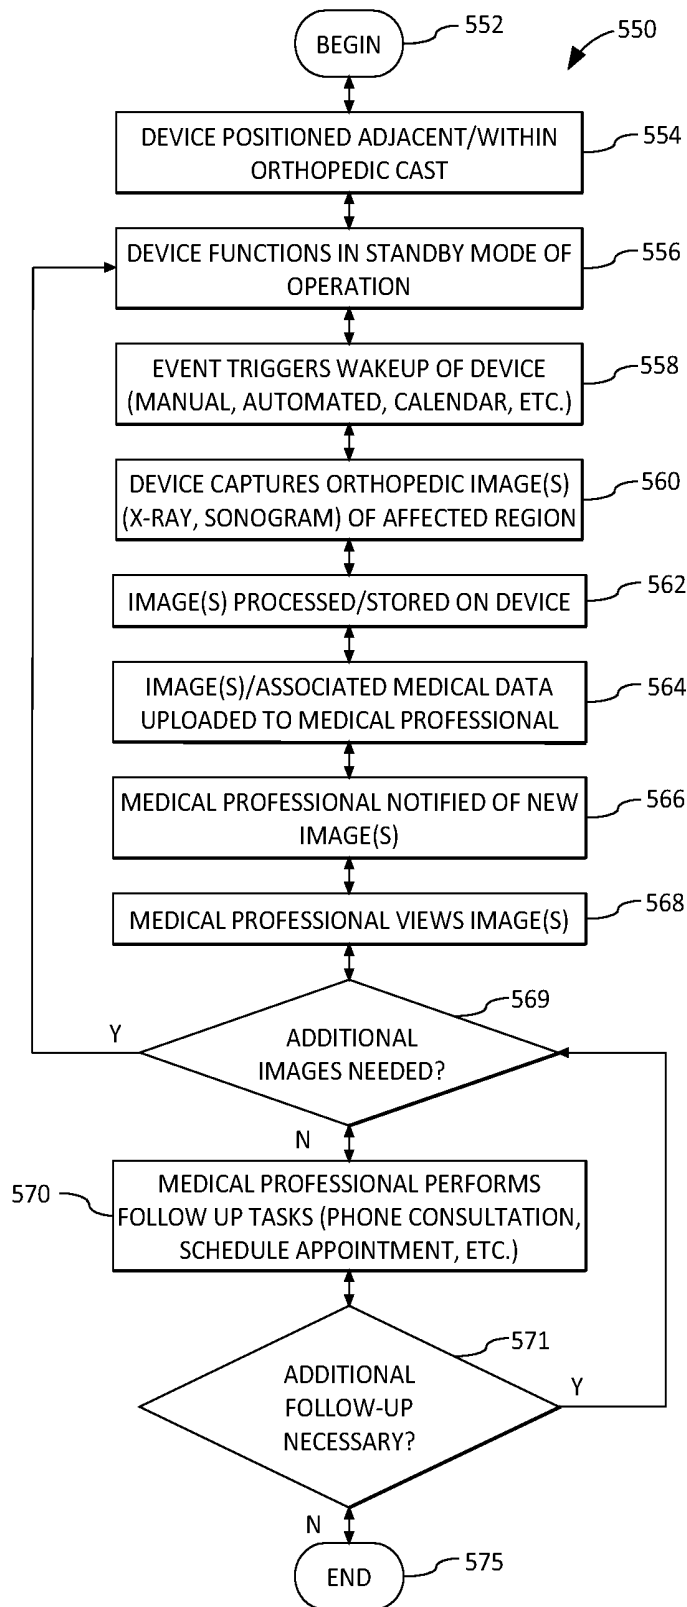 BEGIN
552
550
DEVICE POSITIONED ADJACENT/WITHIN
ORTHOPEDIC CAST
554
DEVICE FUNCTIONS IN STANDBY MODE OF
OPERATION
556
EVENT TRIGGERS WAKEUP OF DEVICE
(MANUAL, AUTOMATED, CALENDAR, ETC.)
558
DEVICE CAPTURES ORTHOPEDIC IMAGE(S)
(X-RAY, SONOGRAM) OF AFFECTED REGION
560
IMAGE(S) PROCESSED/STORED ON DEVICE
562
IMAGE(S)/ASSOCIATED MEDICAL DATA
UPLOADED TO MEDICAL PROFESSIONAL
564
MEDICAL PROFESSIONAL NOTIFIED OF NEW
IMAGE(S)
566
MEDICAL PROFESSIONAL VIEWS IMAGE(S)
568
569
Y
ADDITIONAL
IMAGES NEEDED?
N
570
MEDICAL PROFESSIONAL PERFORMS
FOLLOW UP TASKS (PHONE CONSULTATION,
SCHEDULE APPOINTMENT, ETC.)
571
ADDITIONAL
FOLLOW-UP
NECESSARY?
Y
N
END
575